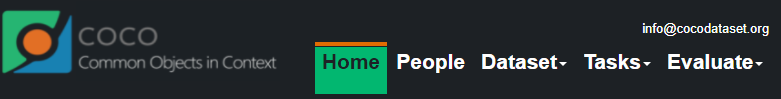 info@cocodataset.org
COCO
Common Objects in Context
Home People Dataset Tasks Evaluate